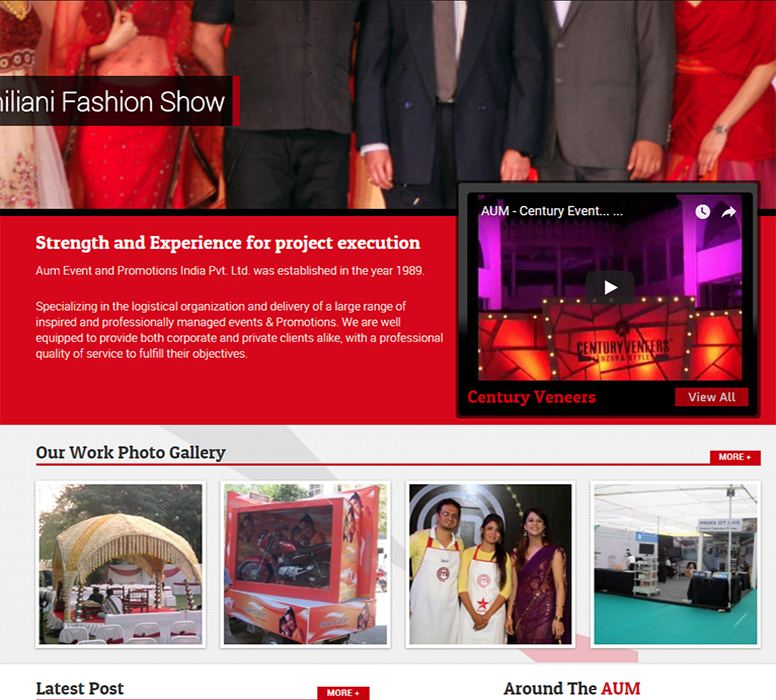 iliani Fashion Show
AUM - Century Event... ...
Strength and Experience for project execution
Aum Event and Promotions India Pvt. Ltd. was established in the year 1989.
Specializing in the logistical organization and delivery of a large range of
inspired and professionally managed events & Promotions. We are well
equipped to provide both corporate and private clients alike, with a professional
quality of service to fulfill their objectives.
CENTURYVENEERS
Century Veneers
View All
Our Work Photo Gallery
MORE +
Latest Post
MORE +
Around The AUM